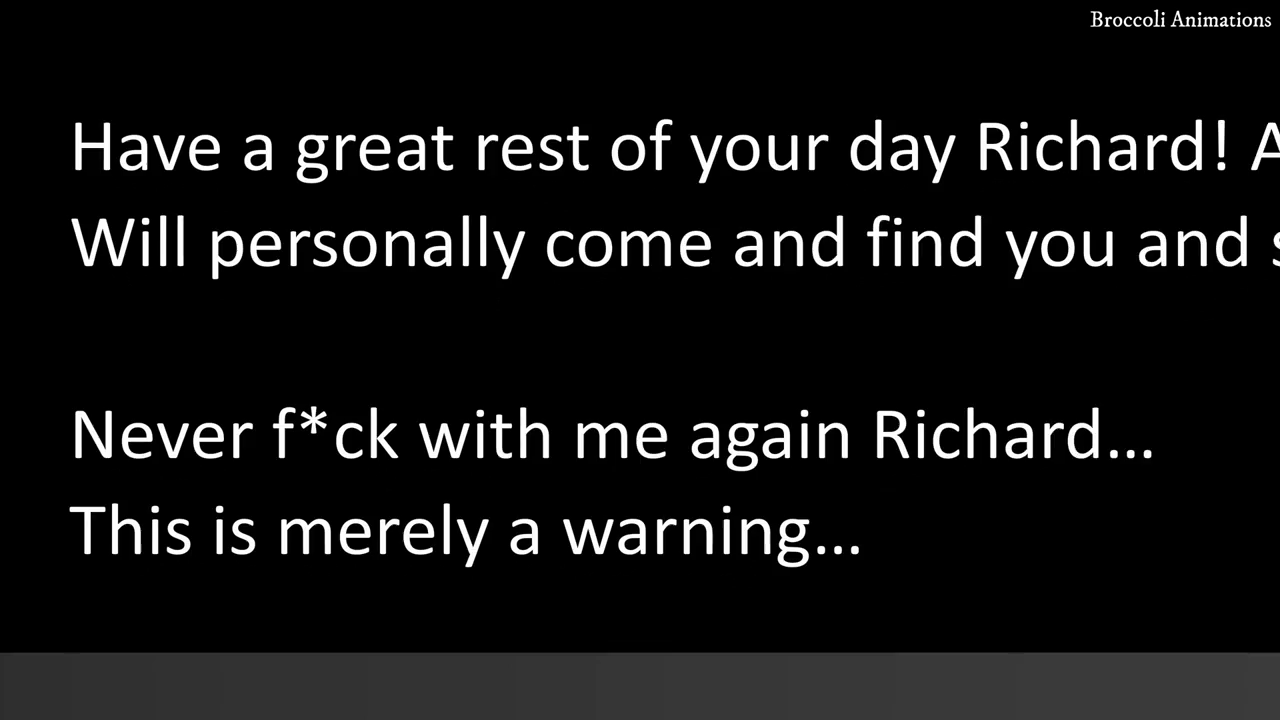 Broccoli Animations
Have a great rest of your day Richard! A
Will personally come and find you and s
Never f*ck with me again Richard...
This is merely a warning...